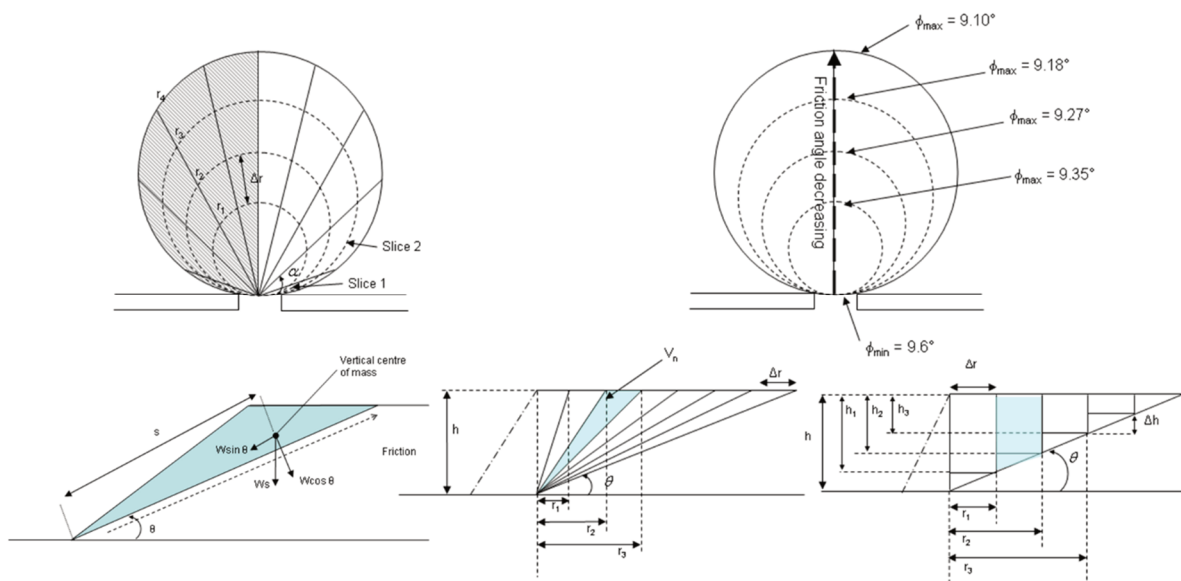 r4
r3
r2
r1
Δr
α
Slice 2
Slice 1
ϕmax = 9.10°
ϕmax = 9.18°
ϕmax = 9.27°
ϕmax = 9.35°
Friction angle decreasing
ϕmin = 9.6°
Vertical centre
of mass
s
Wsin θ
Ws
Wcos θ
Friction
θ
Vn
Δr
h
θ
r1
r2
r3
Δr
h
h1
h2
h3
Δh
θ
r1
r2
r3